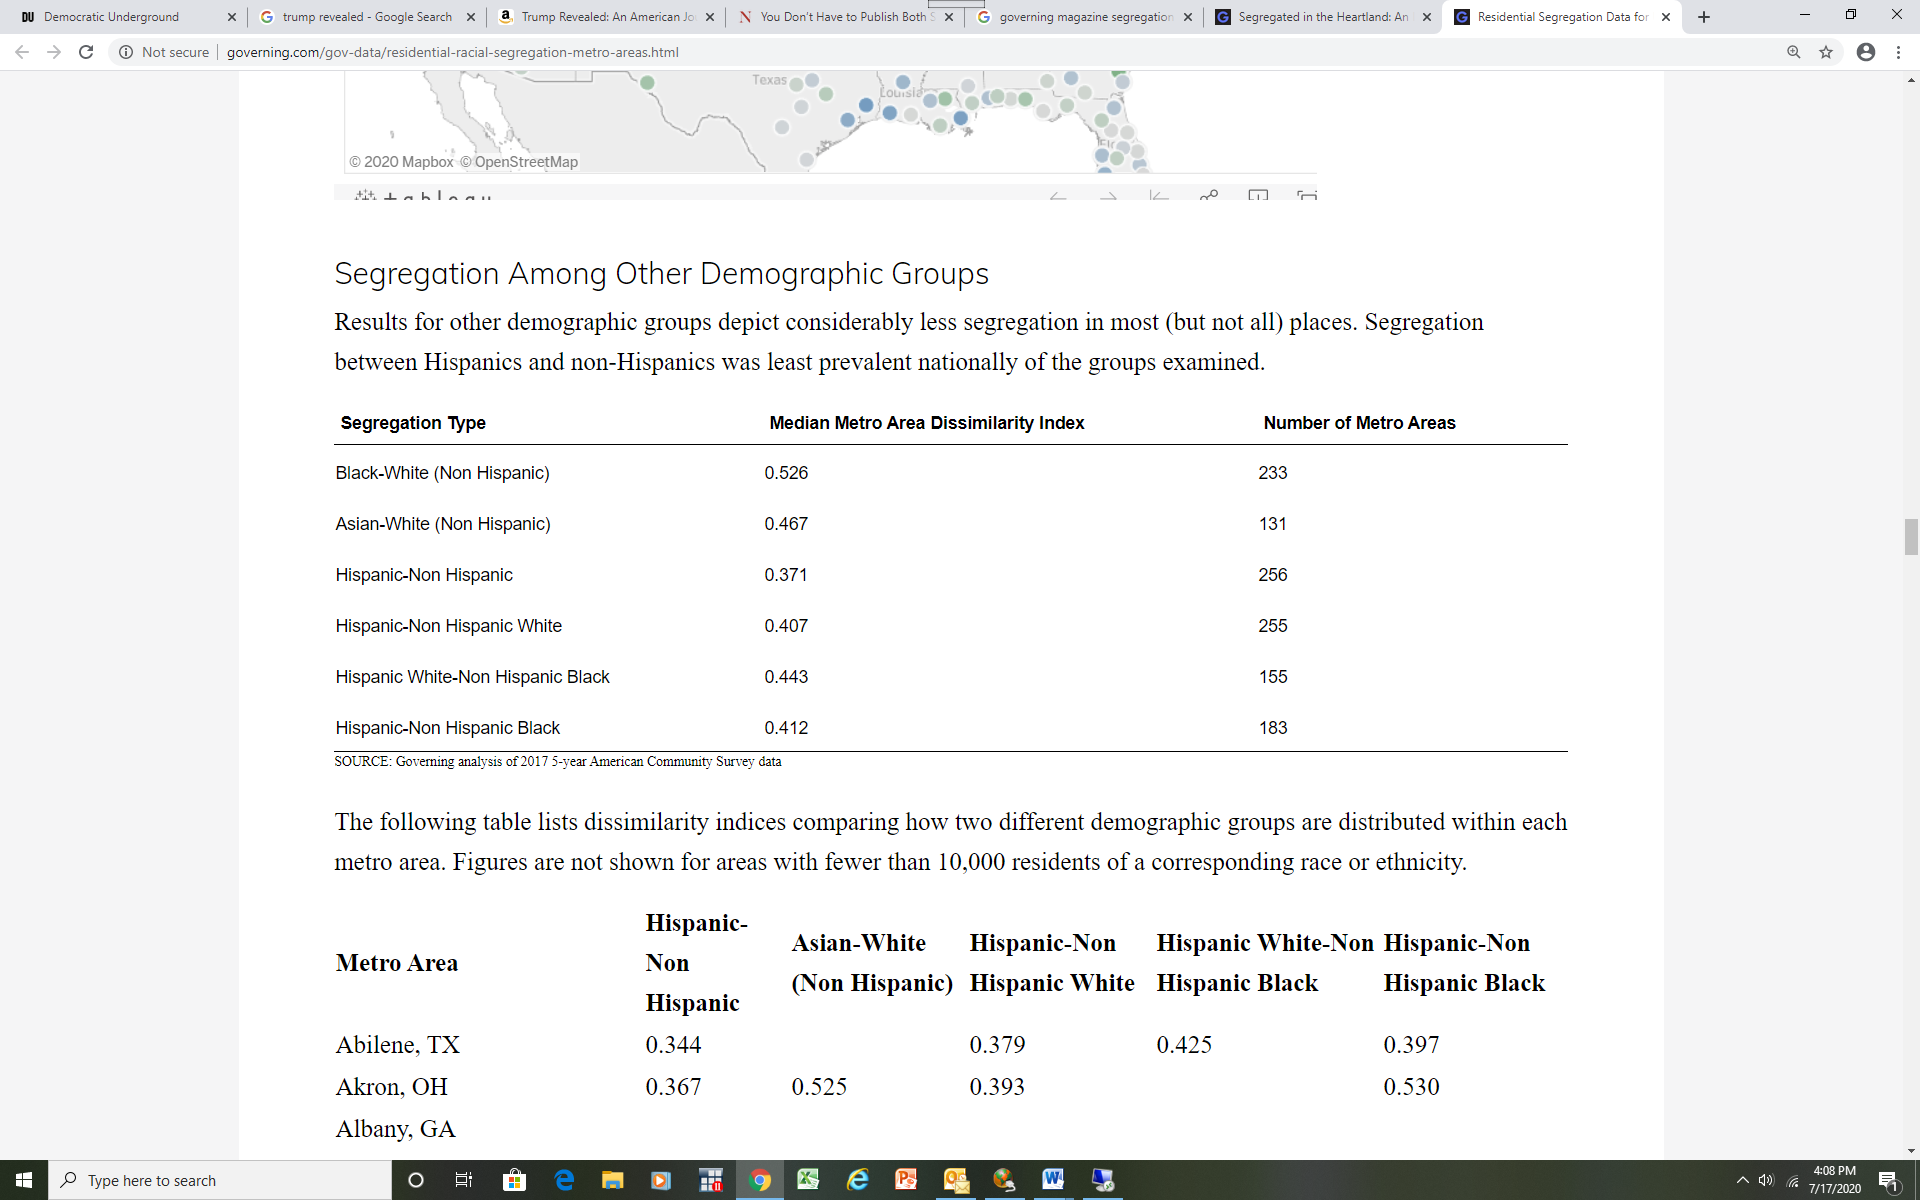 DU Democratic Underground
trump revealed - Google Search
Trump Revealed: An American Jo
You Don't Have to Publish Both S
governing magazine segregation
Segregated in the Heartland: An
Residential Segregation Data for
Not secure governing.com/gov-data/residential-racial-segregation-metro-areas.html
Texas
Louisia
© 2020 Mapbox © OpenStreetMap
tableau
Segregation Among Other Demographic Groups
Results for other demographic groups depict considerably less segregation in most (but not all) places. Segregation
between Hispanics and non-Hispanics was least prevalent nationally of the groups examined.
Segregation Type Median Metro Area Dissimilarity Index Number of Metro Areas
Black-White (Non Hispanic) 0.526 233
Asian-White (Non Hispanic) 0.467 131
Hispanic-Non Hispanic 0.371 256
Hispanic-Non Hispanic White 0.407 255
Hispanic White-Non Hispanic Black 0.443 155
Hispanic-Non Hispanic Black 0.412 183
SOURCE: Governing analysis of 2017 5-year American Community Survey data
The following table lists dissimilarity indices comparing how two different demographic groups are distributed within each
metro area. Figures are not shown for areas with fewer than 10,000 residents of a corresponding race or ethnicity.
Metro Area
Hispanic-
Non
Hispanic
Asian-White
(Non Hispanic)
Hispanic-Non
Hispanic White
Hispanic White-Non
Hispanic Black
Hispanic-Non
Hispanic Black
Abilene, TX 0.344 0.379 0.425 0.397
Akron, OH 0.367 0.525 0.393 0.530
Albany, GA
Type here to search
4:08 PM
7/17/2020
1